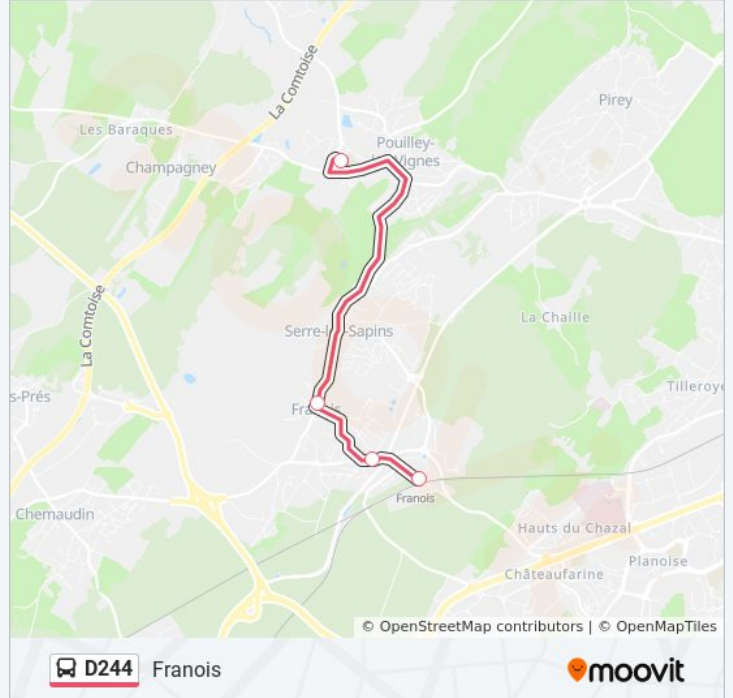 La Comtoise
Pirey
Les Baraques
Pouilley-
Vignes
Champagney
La Comtoise
La Chaille
Serre-l
-Sapins
s-Prés
Tilleroye
Fra
is
Franois
Chemaudin
Hauts du Chazal
Planoise
Châteaufarine
© OpenStreetMap contributors | © OpenMapTiles
D244 Franois
moovit